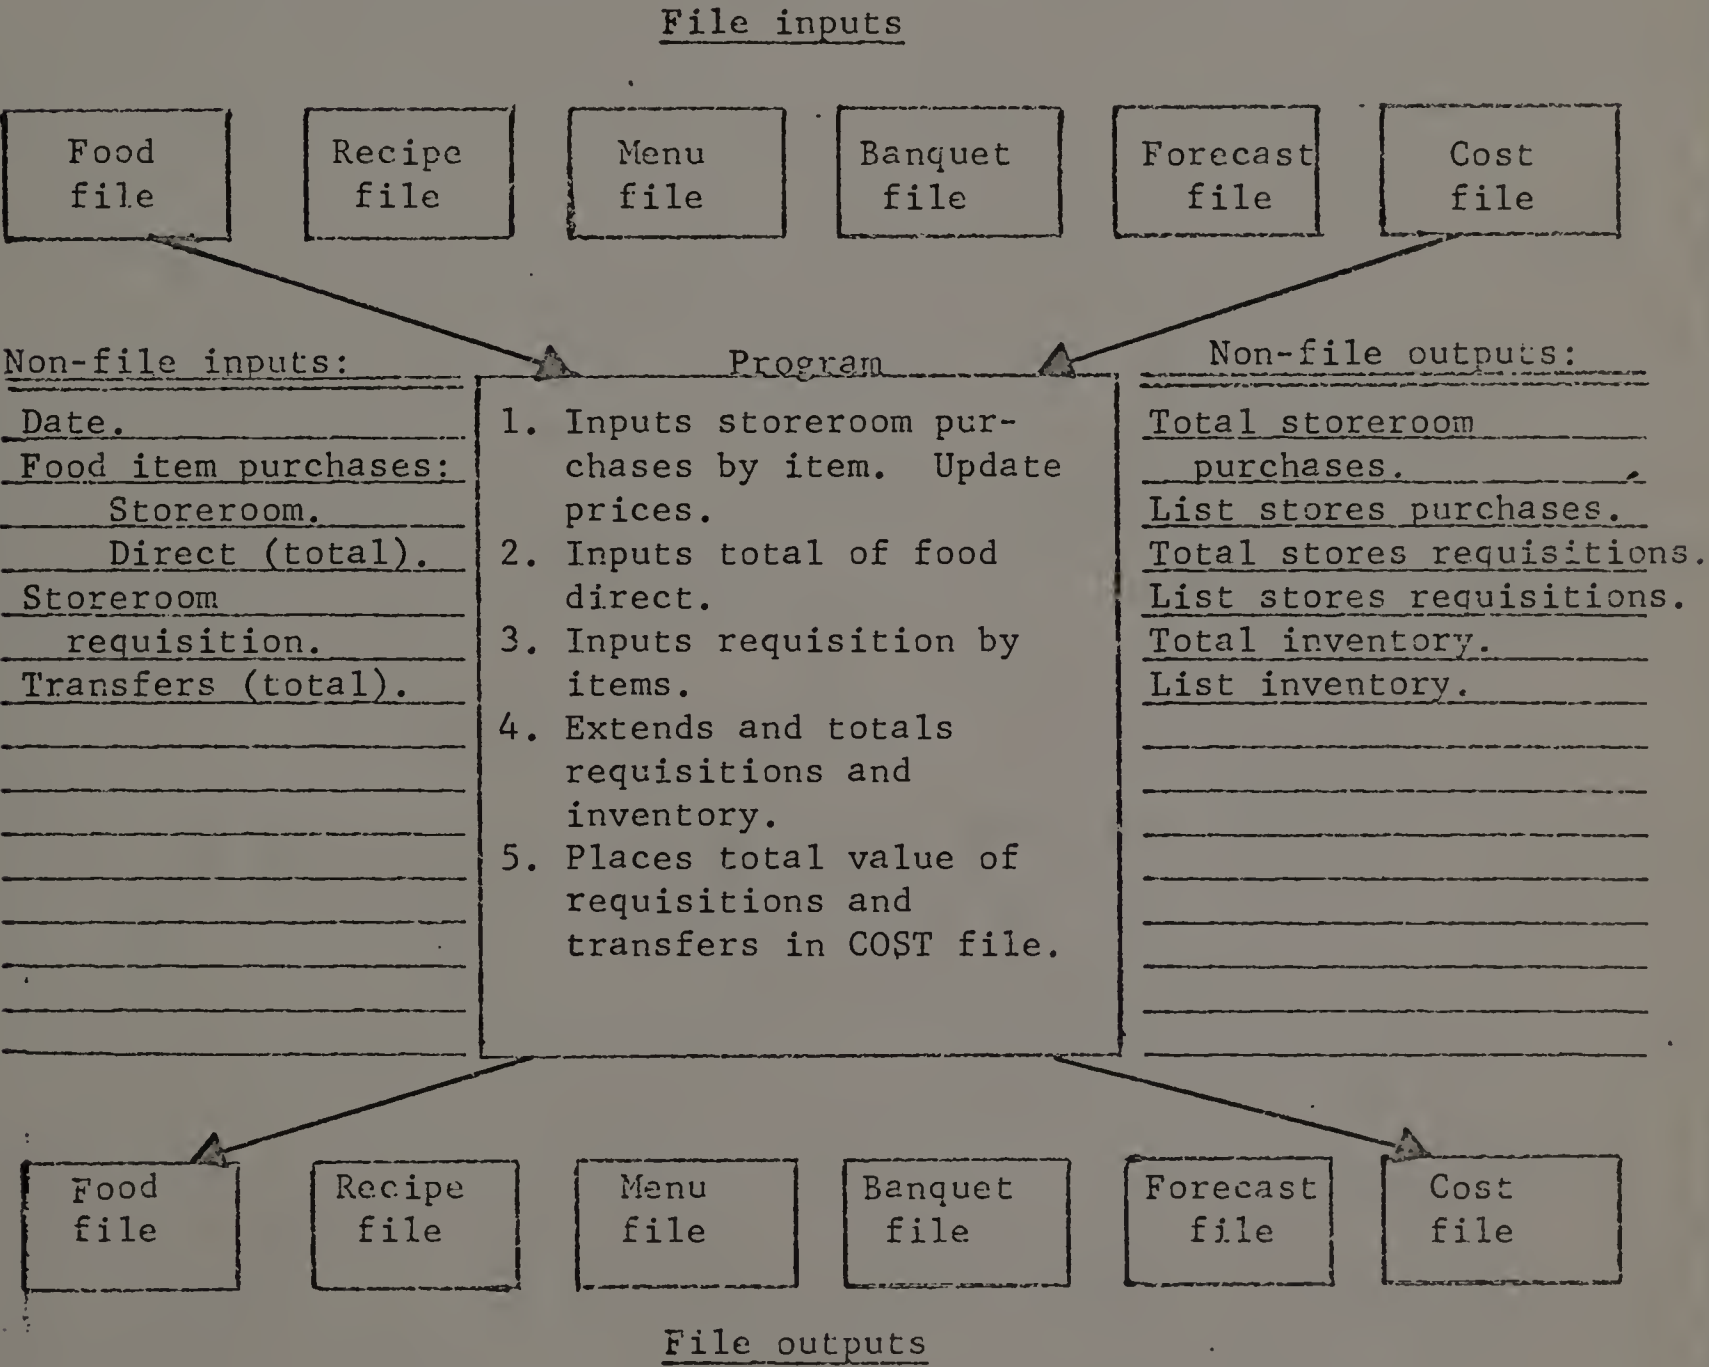 File inputs
Food Recipe Menu Banquet Forecast Cost
file file file file file file
Non-file inputs:
Date.
Food item purchases:
Storeroom.
Direct (total).
Storeroom
requisition.
Transfers (total).
Program
1. Inputs storeroom pur-
chases by item. Update
prices.
2. Inputs total of food
direct.
3. Inputs requisition by
items.
4. Extends and totals
requisitions and
inventory.
5. Places total value of
requisitions and
transfers in COST file.
Non-file outputs:
Total storeroom
purchases.
List stores purchases.
Total stores requisitions.
List stores requisitions.
Total inventory.
List inventory.
Food Recipe Menu Banquet Forecast Cost
file file file file file file
File outputs